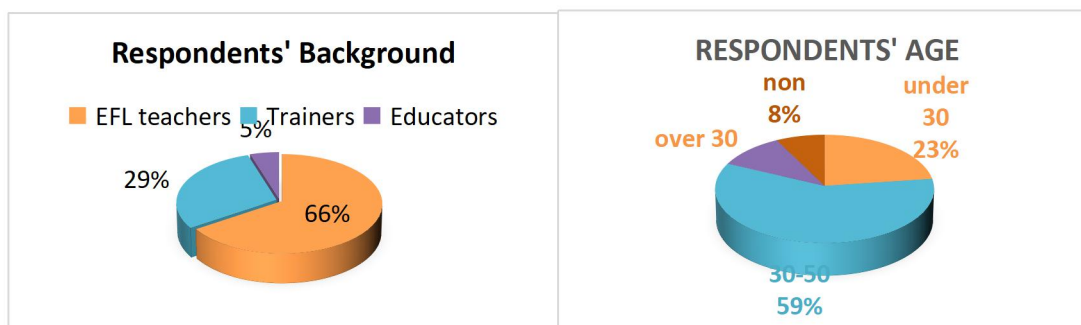 Respondents' Background
EFL teachers Trainers Educators
5%
29%
66%
RESPONDENTS' AGE
non
8%
under
30
23%
over 30
30-50
59%